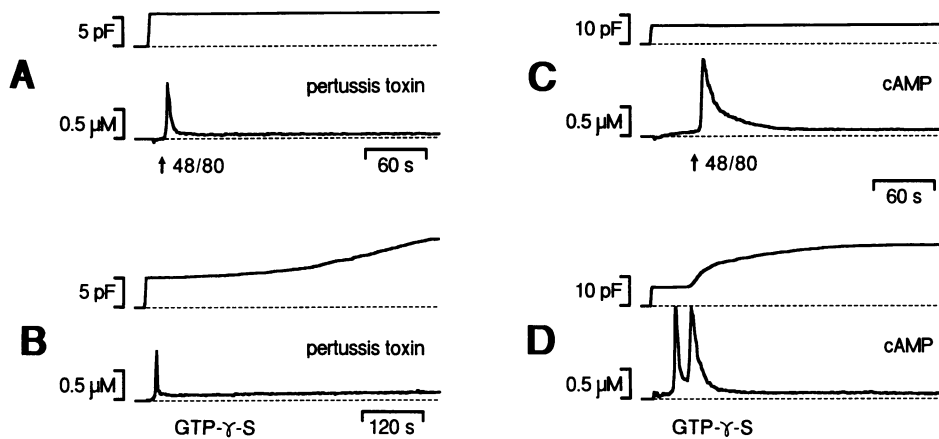 5 pF
A
pertussis toxin
0.5 µM
↑ 48/80
60 s
10 pF
C
cAMP
0.5 µM
↑ 48/80
60 s
5 pF
B
pertussis toxin
0.5 µM
GTP-γ-S
120 s
10 pF
D
cAMP
0.5 µM
GTP-γ-S